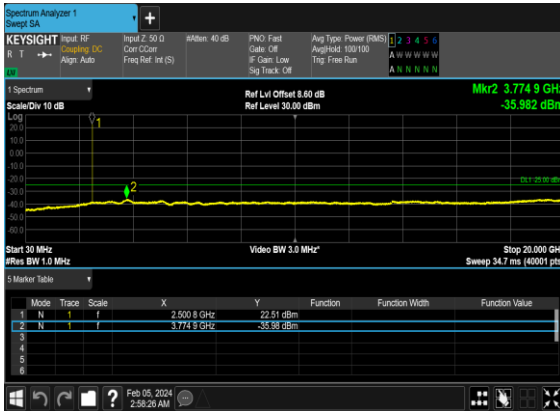 Spectrum Analyzer 1
Swept SA
+
KEYSIGHT Input: RF Input Z: 50 Ω #Atten: 40 dB PNO: Fast Avg Type: Power (RMS) 1 2 3 4 5 6
R T Coupling: DC Corr CCorr Gate: Off Avg|Hold: 100/100 A W W W W W
Align: Auto Freq Ref: Int (S) IF Gain: Low Trig: Free Run
Sig Track: Off A N N N N N
1 Spectrum Ref Lvl Offset 8.60 dB Mkr2 3.774 9 GHz
Scale/Div 10 dB Ref Level 30.00 dBm -35.982 dBm
Log
1
20.0
10.0
0.00
-10.0
-20.0
DL1 -25.00 dBm
2
-30.0
-40.0
-50.0
-60.0
Start 30 MHz Video BW 3.0 MHz* Stop 20.000 GHz
#Res BW 1.0 MHz Sweep 34.7 ms (40001 pts)
5 Marker Table
Mode Trace Scale X Y Function Function Width Function Value
1 N 1 f 2.500 8 GHz 22.51 dBm
2 N 1 f 3.774 9 GHz -35.98 dBm
3
4
5
6
? Feb 05, 2024
2:58:26 AM